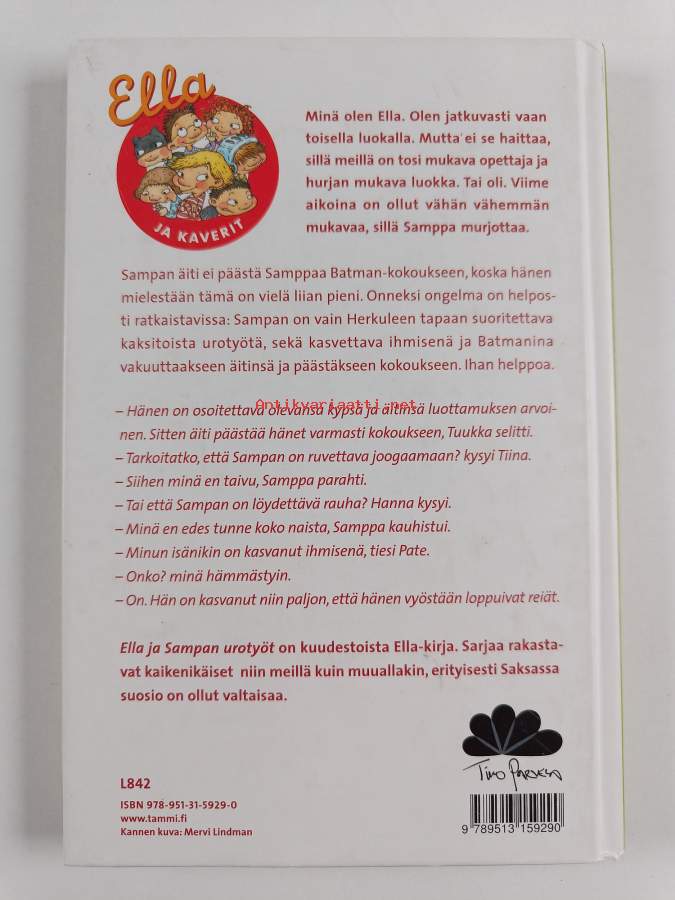 Ella
JA KAVERIT
Minä olen Ella. Olen jatkuvasti vaan
toisella luokalla. Mutta ei se haittaa,
sillä meillä on tosi mukava opettaja ja
hurjan mukava luokka. Tai oli. Viime
aikoina on ollut vähän vähemmän
mukavaa, sillä Samppa murjottaa.
Sampan äiti ei päästä Samppaa Batman-kokoukseen, koska hänen
mielestään tämä on vielä liian pieni. Onneksi ongelma on helpos-
ti ratkaistavissa: Sampan on vain Herkuleen tapaan suoritettava
kaksitoista urotyötä, sekä kasvettava ihmisenä ja Batmanina
vakuuttaakseen äitinsä ja päästäkseen kokoukseen. Ihan helppoa.
Antikvariaatti.net
– Hänen on osoitettava olevansa kypsä ja äitinsä luottamuksen arvoi-
nen. Sitten äiti päästää hänet varmasti kokoukseen, Tuukka selitti.
– Tarkoitatko, että Sampan on ruvettava joogaamaan? kysyi Tiina.
– Siihen minä en taivu, Samppa parahti.
– Tai että Sampan on löydettävä rauha? Hanna kysyi.
– Minä en edes tunne koko naista, Samppa kauhistui.
– Minun isänikin on kasvanut ihmisenä, tiesi Pate.
– Onko? minä hämmästyin.
– On. Hän on kasvanut niin paljon, että hänen vyöstään loppuivat reiät.
Ella ja Sampan urotyöt on kuudestoista Ella-kirja. Sarjaa rakasta-
vat kaikenikäiset niin meillä kuin muuallakin, erityisesti Saksassa
suosio on ollut valtaisaa.
Timo Parvela
L842
ISBN 978-951-31-5929-0
www.tammi.fi
Kannen kuva: Mervi Lindman
9 789513 159290